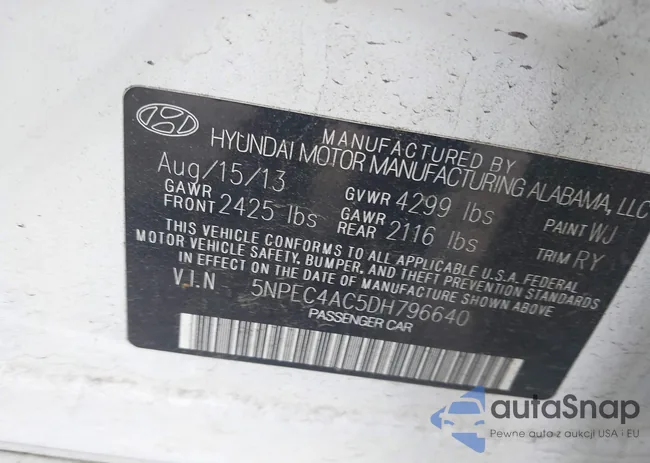 MANUFACTURED BY
HYUNDAI MOTOR MANUFACTURING ALABAMA, LLC
Aug/15/13 GVWR 4299 lbs PAINT WJ
GAWR FRONT 2425 lbs GAWR REAR 2116 lbs TRIM RY
THIS VEHICLE CONFORMS TO ALL APPLICABLE U.S.A. FEDERAL
MOTOR VEHICLE SAFETY, BUMPER, AND THEFT PREVENTION STANDARDS
IN EFFECT ON THE DATE OF MANUFACTURE SHOWN ABOVE
V.I.N 5NPEC4AC5DH796640
PASSENGER CAR
autaSnap
Pewne auta z aukcji USA i EU